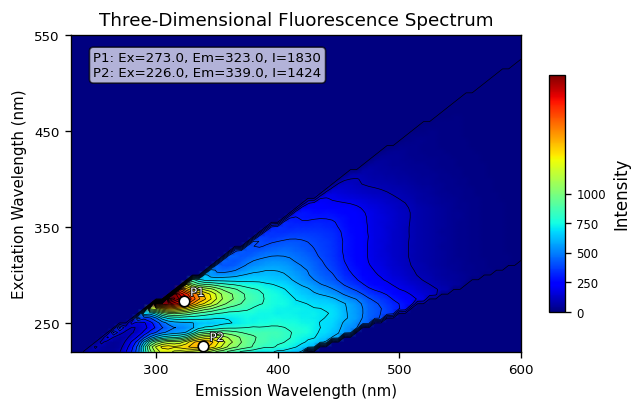 Three-Dimensional Fluorescence Spectrum
P1: Ex=273.0, Em=323.0, I=1830
P2: Ex=226.0, Em=339.0, I=1424
550
450
350
250
Excitation Wavelength (nm)
P1
P2
300
400
500
600
Emission Wavelength (nm)
1000
750
500
250
0
Intensity